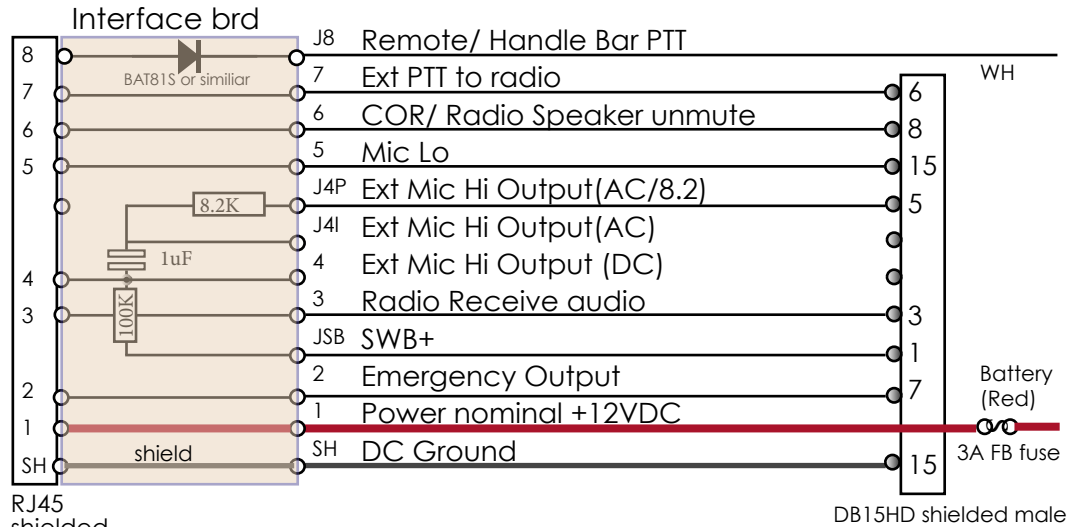 Interface brd
8 J8 Remote/ Handle Bar PTT
BAT81S or similiar WH
7 7 Ext PTT to radio 6
6 6 COR/ Radio Speaker unmute 8
5 5 Mic Lo 15
8.2K J4P Ext Mic Hi Output(AC/8.2) 5
J4I Ext Mic Hi Output(AC)
1uF
4 4 Ext Mic Hi Output (DC)
3 100K 3 Radio Receive audio 3
JSB SWB+ 1
2 2 Emergency Output 7
Battery
(Red)
1 1 Power nominal +12VDC
3A FB fuse
SH shield SH DC Ground 15
RJ45
shielded
DB15HD shielded male